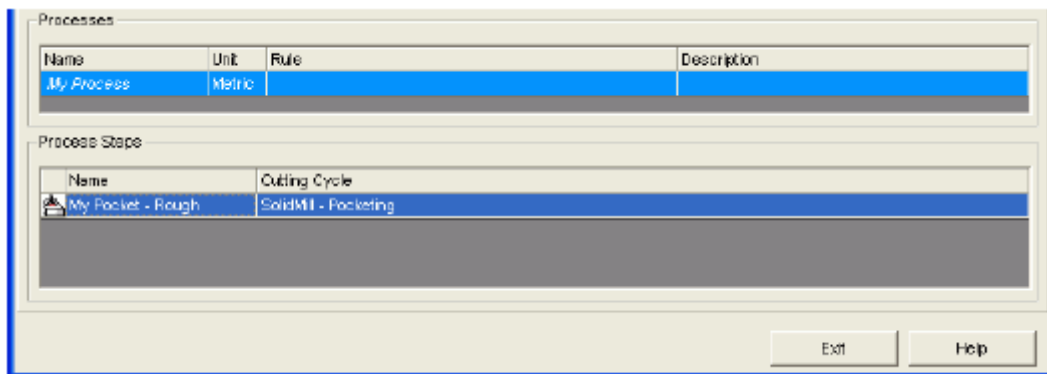 Processes
Name Unit Rule Description
My Process Metric
Process Steps
Name Cutting Cycle
My Pocket - Rough SolidMill - Pocketing
Exit Help